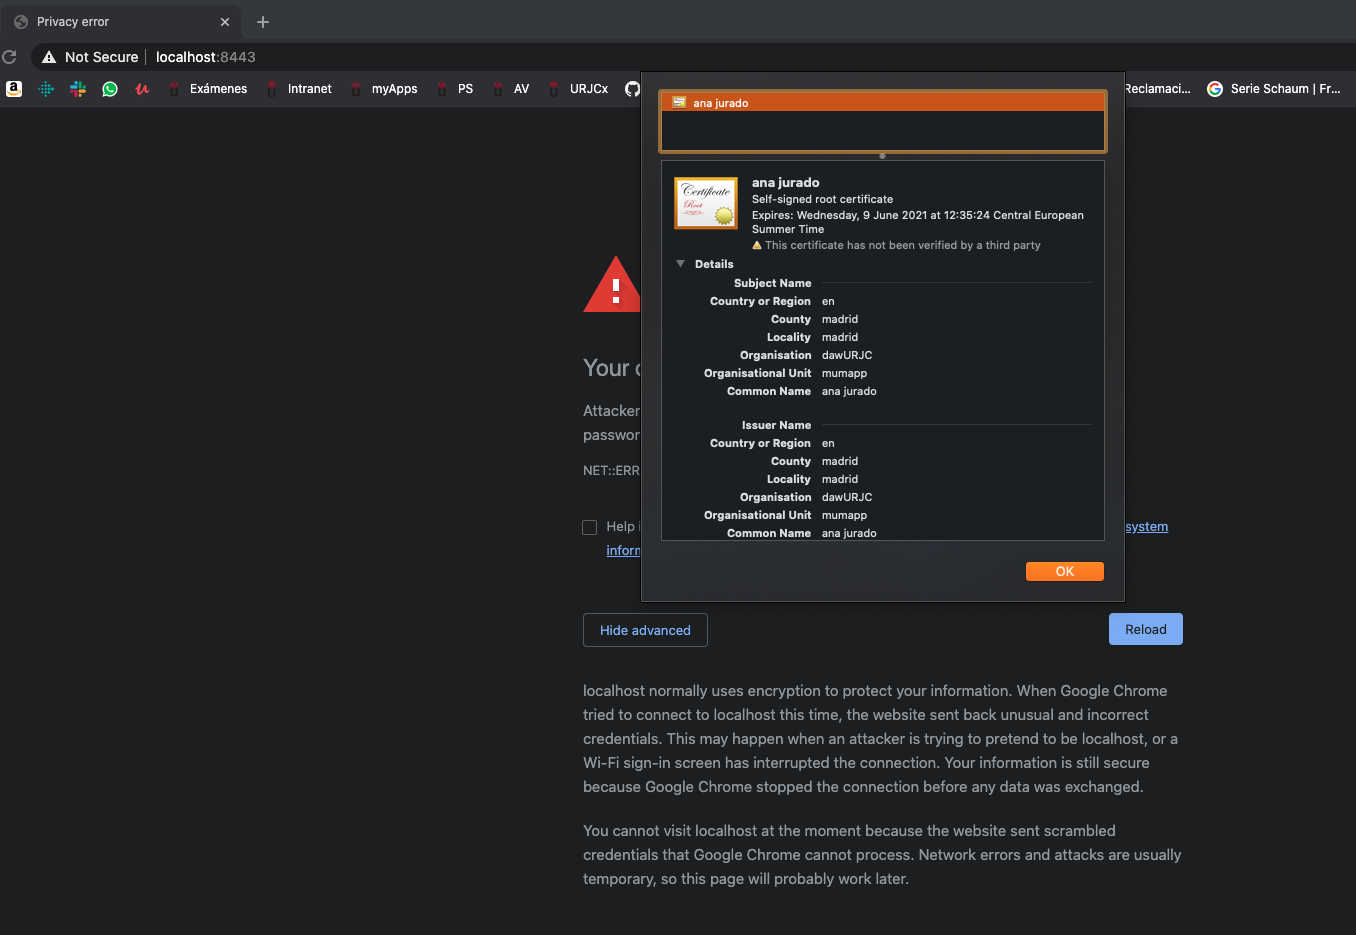 Privacy error
Not Secure localhost:8443
Exámenes Intranet myApps PS AV URJCx Reclamaci... Serie Schaum | Fr...
ana jurado
Certificate
Root
ana jurado
Self-signed root certificate
Expires: Wednesday, 9 June 2021 at 12:35:24 Central European
Summer Time
This certificate has not been verified by a third party
Details
Subject Name
Country or Region en
County madrid
Locality madrid
Organisation dawURJC
Organisational Unit mumapp
Common Name ana jurado
Issuer Name
Country or Region en
County madrid
Locality madrid
Organisation dawURJC
Organisational Unit mumapp
Common Name ana jurado
OK
Your
Attacker
passwor
NET::ERR
Help
system
inforn
Hide advanced
Reload
localhost normally uses encryption to protect your information. When Google Chrome
tried to connect to localhost this time, the website sent back unusual and incorrect
credentials. This may happen when an attacker is trying to pretend to be localhost, or a
Wi-Fi sign-in screen has interrupted the connection. Your information is still secure
because Google Chrome stopped the connection before any data was exchanged.
You cannot visit localhost at the moment because the website sent scrambled
credentials that Google Chrome cannot process. Network errors and attacks are usually
temporary, so this page will probably work later.